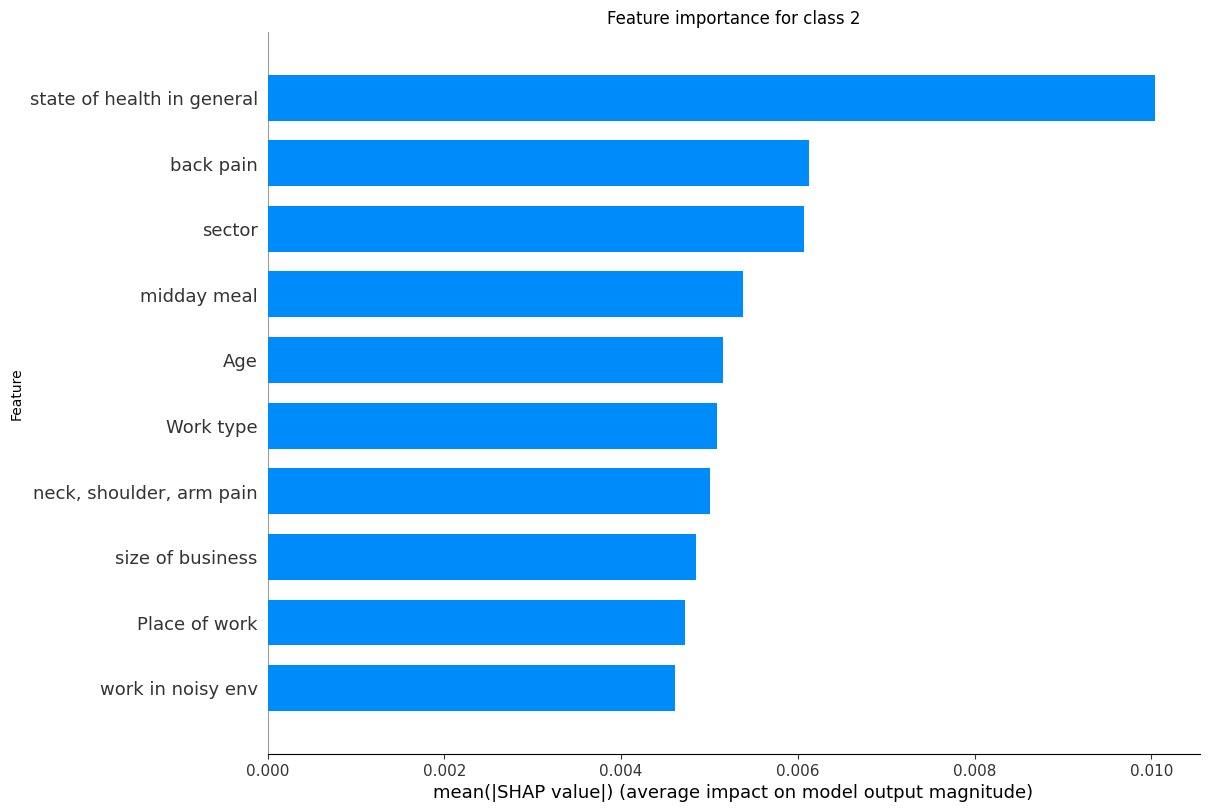 Feature importance for class 2
state of health in general
back pain
sector
midday meal
Age
Work type
neck, shoulder, arm pain
size of business
Place of work
work in noisy env
Feature
0.000 0.002 0.004 0.006 0.008 0.010
mean(|SHAP value|) (average impact on model output magnitude)